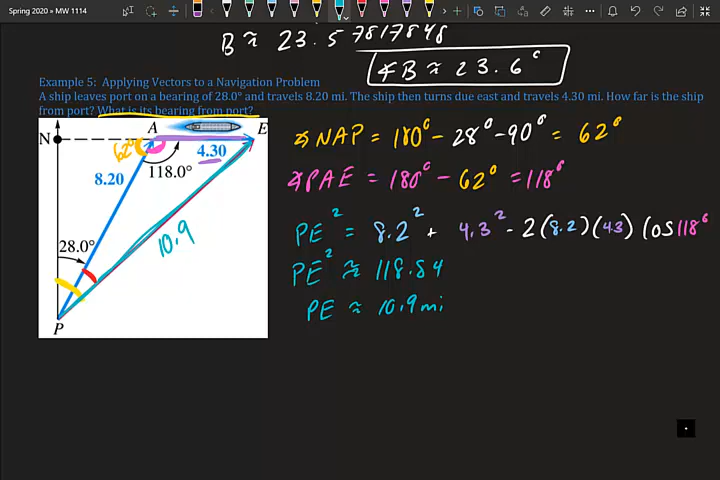 Spring 2020 » MW 1114
B ≈ 23.57817848
∢B ≈ 23.6°
Example 5: Applying Vectors to a Navigation Problem
A ship leaves port on a bearing of 28.0° and travels 8.20 mi. The ship then turns due east and travels 4.30 mi. How far is the ship
from port? What is its bearing from port?
N
A
E
62°
4.30
118.0°
8.20
28.0°
10.9
P
∢NAP = 180° - 28° - 90° = 62°
∢PAE = 180° - 62° = 118°
PE² = 8.2² + 4.3² - 2(8.2)(4.3) cos 118°
PE² ≈ 118.84
PE ≈ 10.9 mi